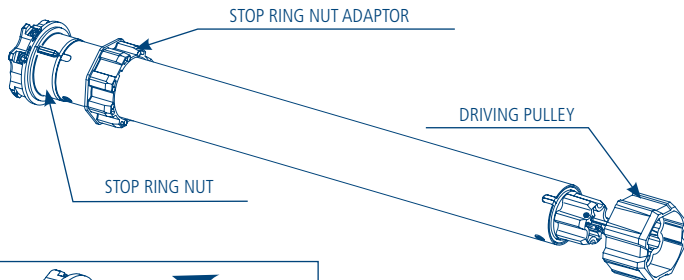 STOP RING NUT ADAPTOR
DRIVING PULLEY
STOP RING NUT